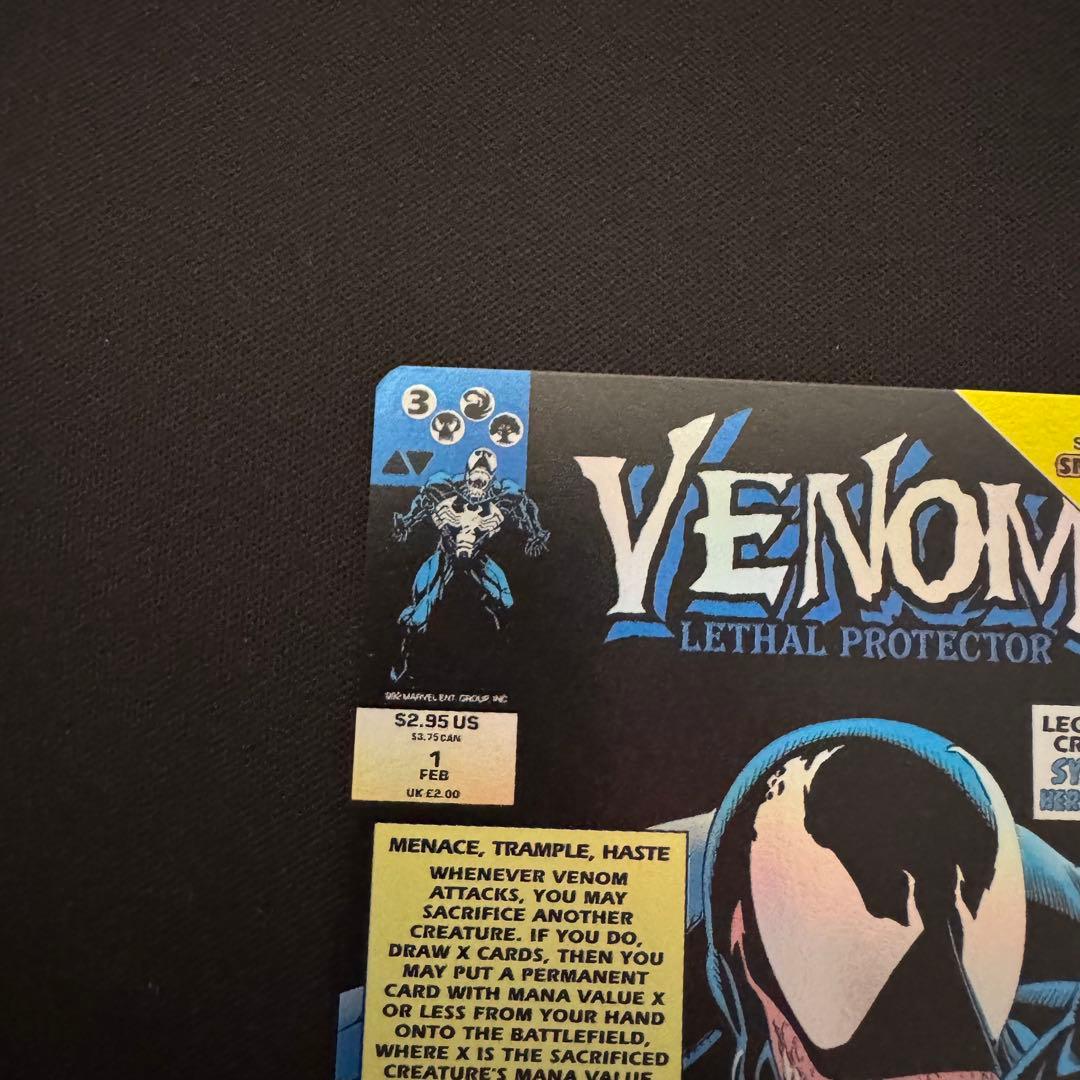 3
VENOM
LETHAL PROTECTOR
$2.95 US
$3.75 CAN
1
FEB
UK £2.00
MENACE, TRAMPLE, HASTE
WHENEVER VENOM
ATTACKS, YOU MAY
SACRIFICE ANOTHER
CREATURE. IF YOU DO,
DRAW X CARDS, THEN YOU
MAY PUT A PERMANENT
CARD WITH MANA VALUE X
OR LESS FROM YOUR HAND
ONTO THE BATTLEFIELD,
WHERE X IS THE SACRIFICED
CREATURE'S MANA VALUE.